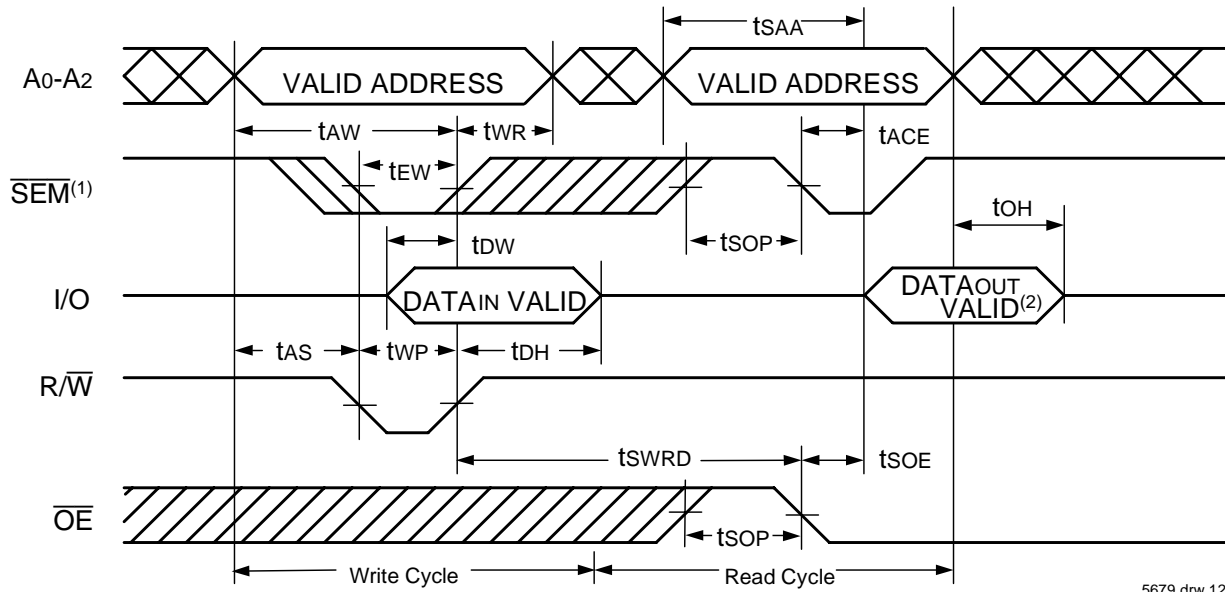 tSAA
A0-A2 VALID ADDRESS VALID ADDRESS
tAW tWR tACE
tEW
SEM(1)
tOH
tDW tSOP
I/O DATAIN VALID DATAOUT
VALID(2)
tAS tWP tDH
R/W
tSWRD tSOE
OE
tSOP
Write Cycle Read Cycle
5679 drw 12